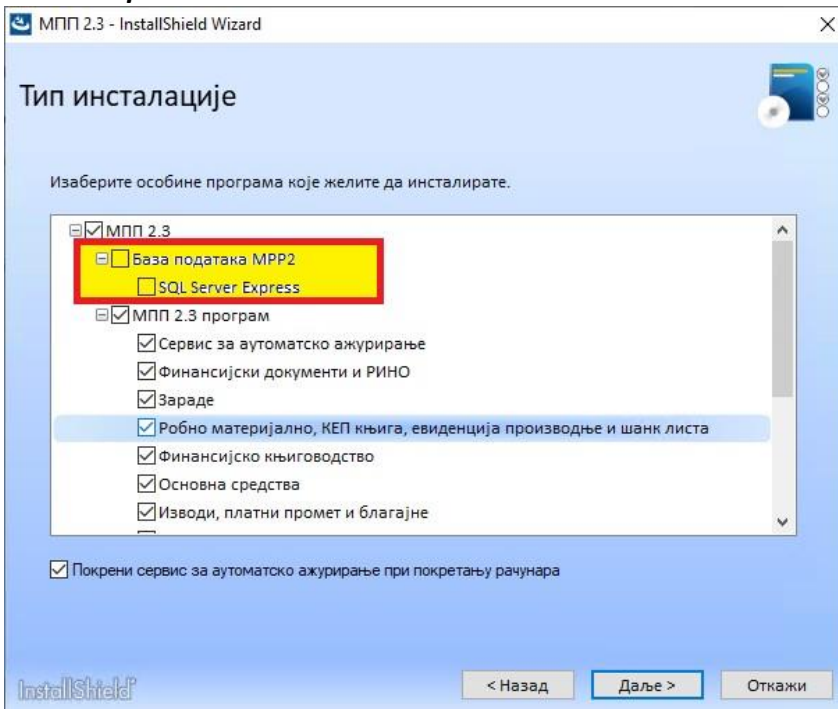 МПП 2.3 - InstallShield Wizard
Тип инсталације
Изаберите особине програма које желите да инсталирате.
МПП 2.3
База података MPP2
SQL Server Express
МПП 2.3 програм
Сервис за аутоматско ажурирање
Финансијски документи и РИНО
Зараде
Робно материјално, КЕП књига, евиденција производње и шанк листа
Финансијско књиговодство
Основна средства
Изводи, платни промет и благајне
Покрени сервис за аутоматско ажурирање при покретању рачунара
InstallShield
< Назад
Даље >
Откажи